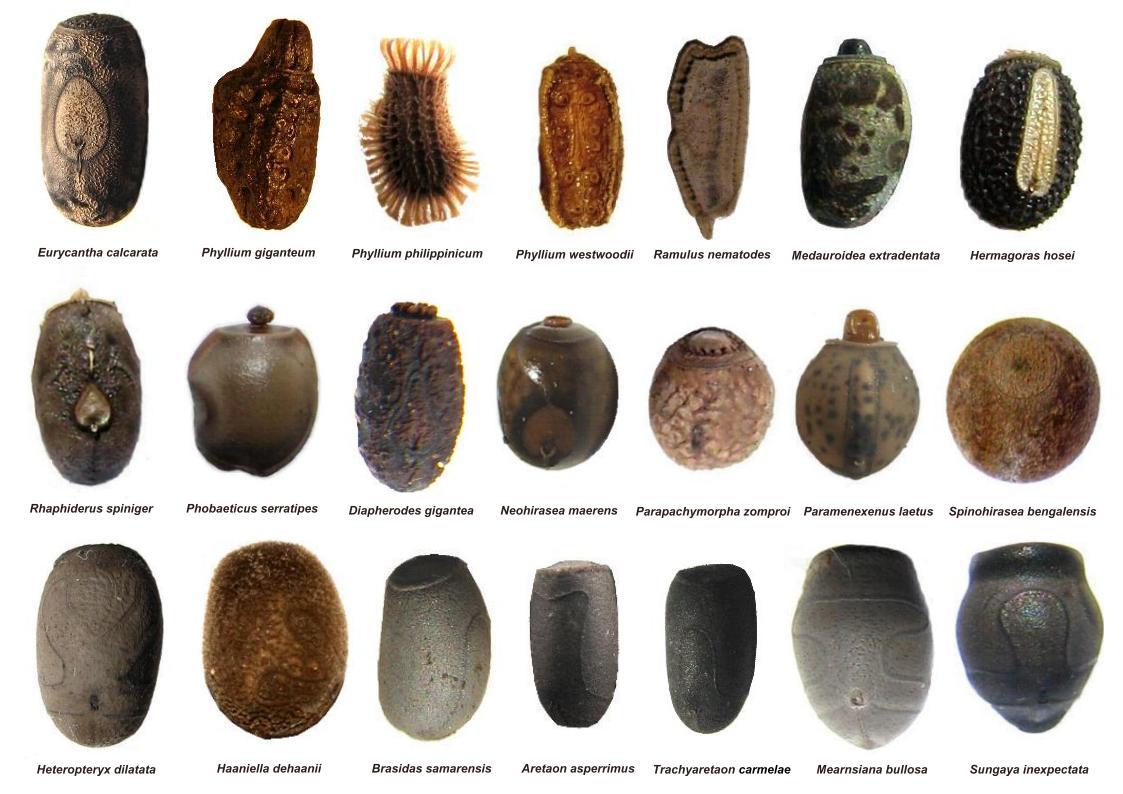 Eurycantha calcarata
Phyllium giganteum
Phyllium philippinicum
Phyllium westwoodii
Ramulus nematodes
Medauroidea extradentata
Hermagoras hosei
Rhaphiderus spiniger
Phobaeticus serratipes
Diapherodes gigantea
Neohirasea maerens
Parapachymorpha zomproi
Paramenexenus laetus
Spinohirasea bengalensis
Heteropteryx dilatata
Haaniella dehaanii
Brasidas samarensis
Aretaon asperrimus
Trachyaretaon carmelae
Mearnsiana bullosa
Sungaya inexpectata